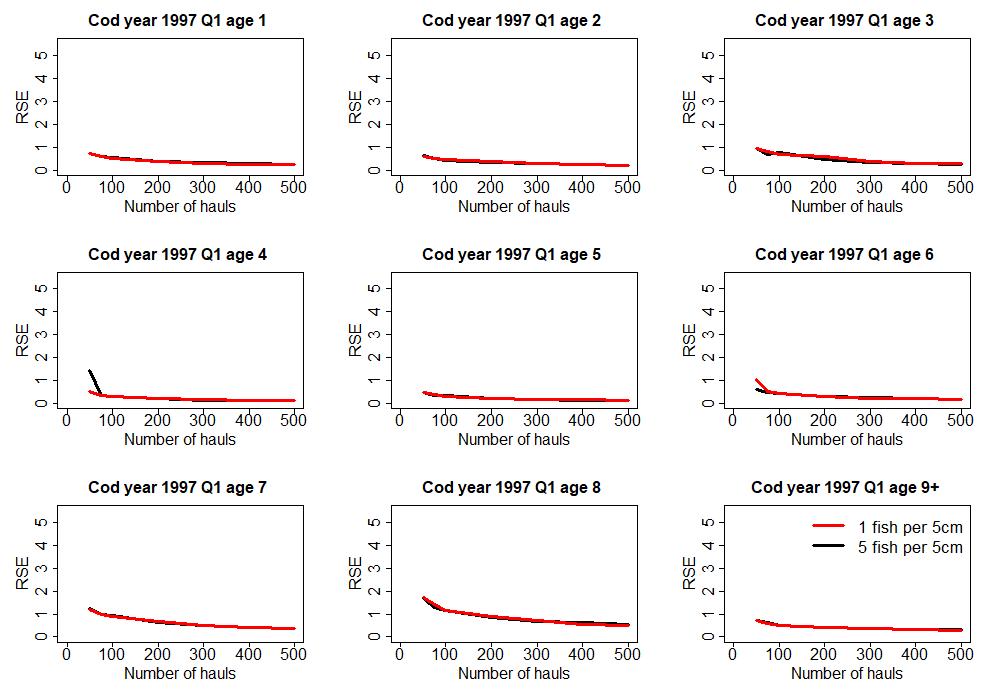 Cod year 1997 Q1 age 1
RSE
0 1 2 3 4 5
0 100 200 300 400 500
Number of hauls
Cod year 1997 Q1 age 2
RSE
0 1 2 3 4 5
0 100 200 300 400 500
Number of hauls
Cod year 1997 Q1 age 3
RSE
0 1 2 3 4 5
0 100 200 300 400 500
Number of hauls
Cod year 1997 Q1 age 4
RSE
0 1 2 3 4 5
0 100 200 300 400 500
Number of hauls
Cod year 1997 Q1 age 5
RSE
0 1 2 3 4 5
0 100 200 300 400 500
Number of hauls
Cod year 1997 Q1 age 6
RSE
0 1 2 3 4 5
0 100 200 300 400 500
Number of hauls
Cod year 1997 Q1 age 7
RSE
0 1 2 3 4 5
0 100 200 300 400 500
Number of hauls
Cod year 1997 Q1 age 8
RSE
0 1 2 3 4 5
0 100 200 300 400 500
Number of hauls
Cod year 1997 Q1 age 9+
RSE
0 1 2 3 4 5
1 fish per 5cm
5 fish per 5cm
0 100 200 300 400 500
Number of hauls